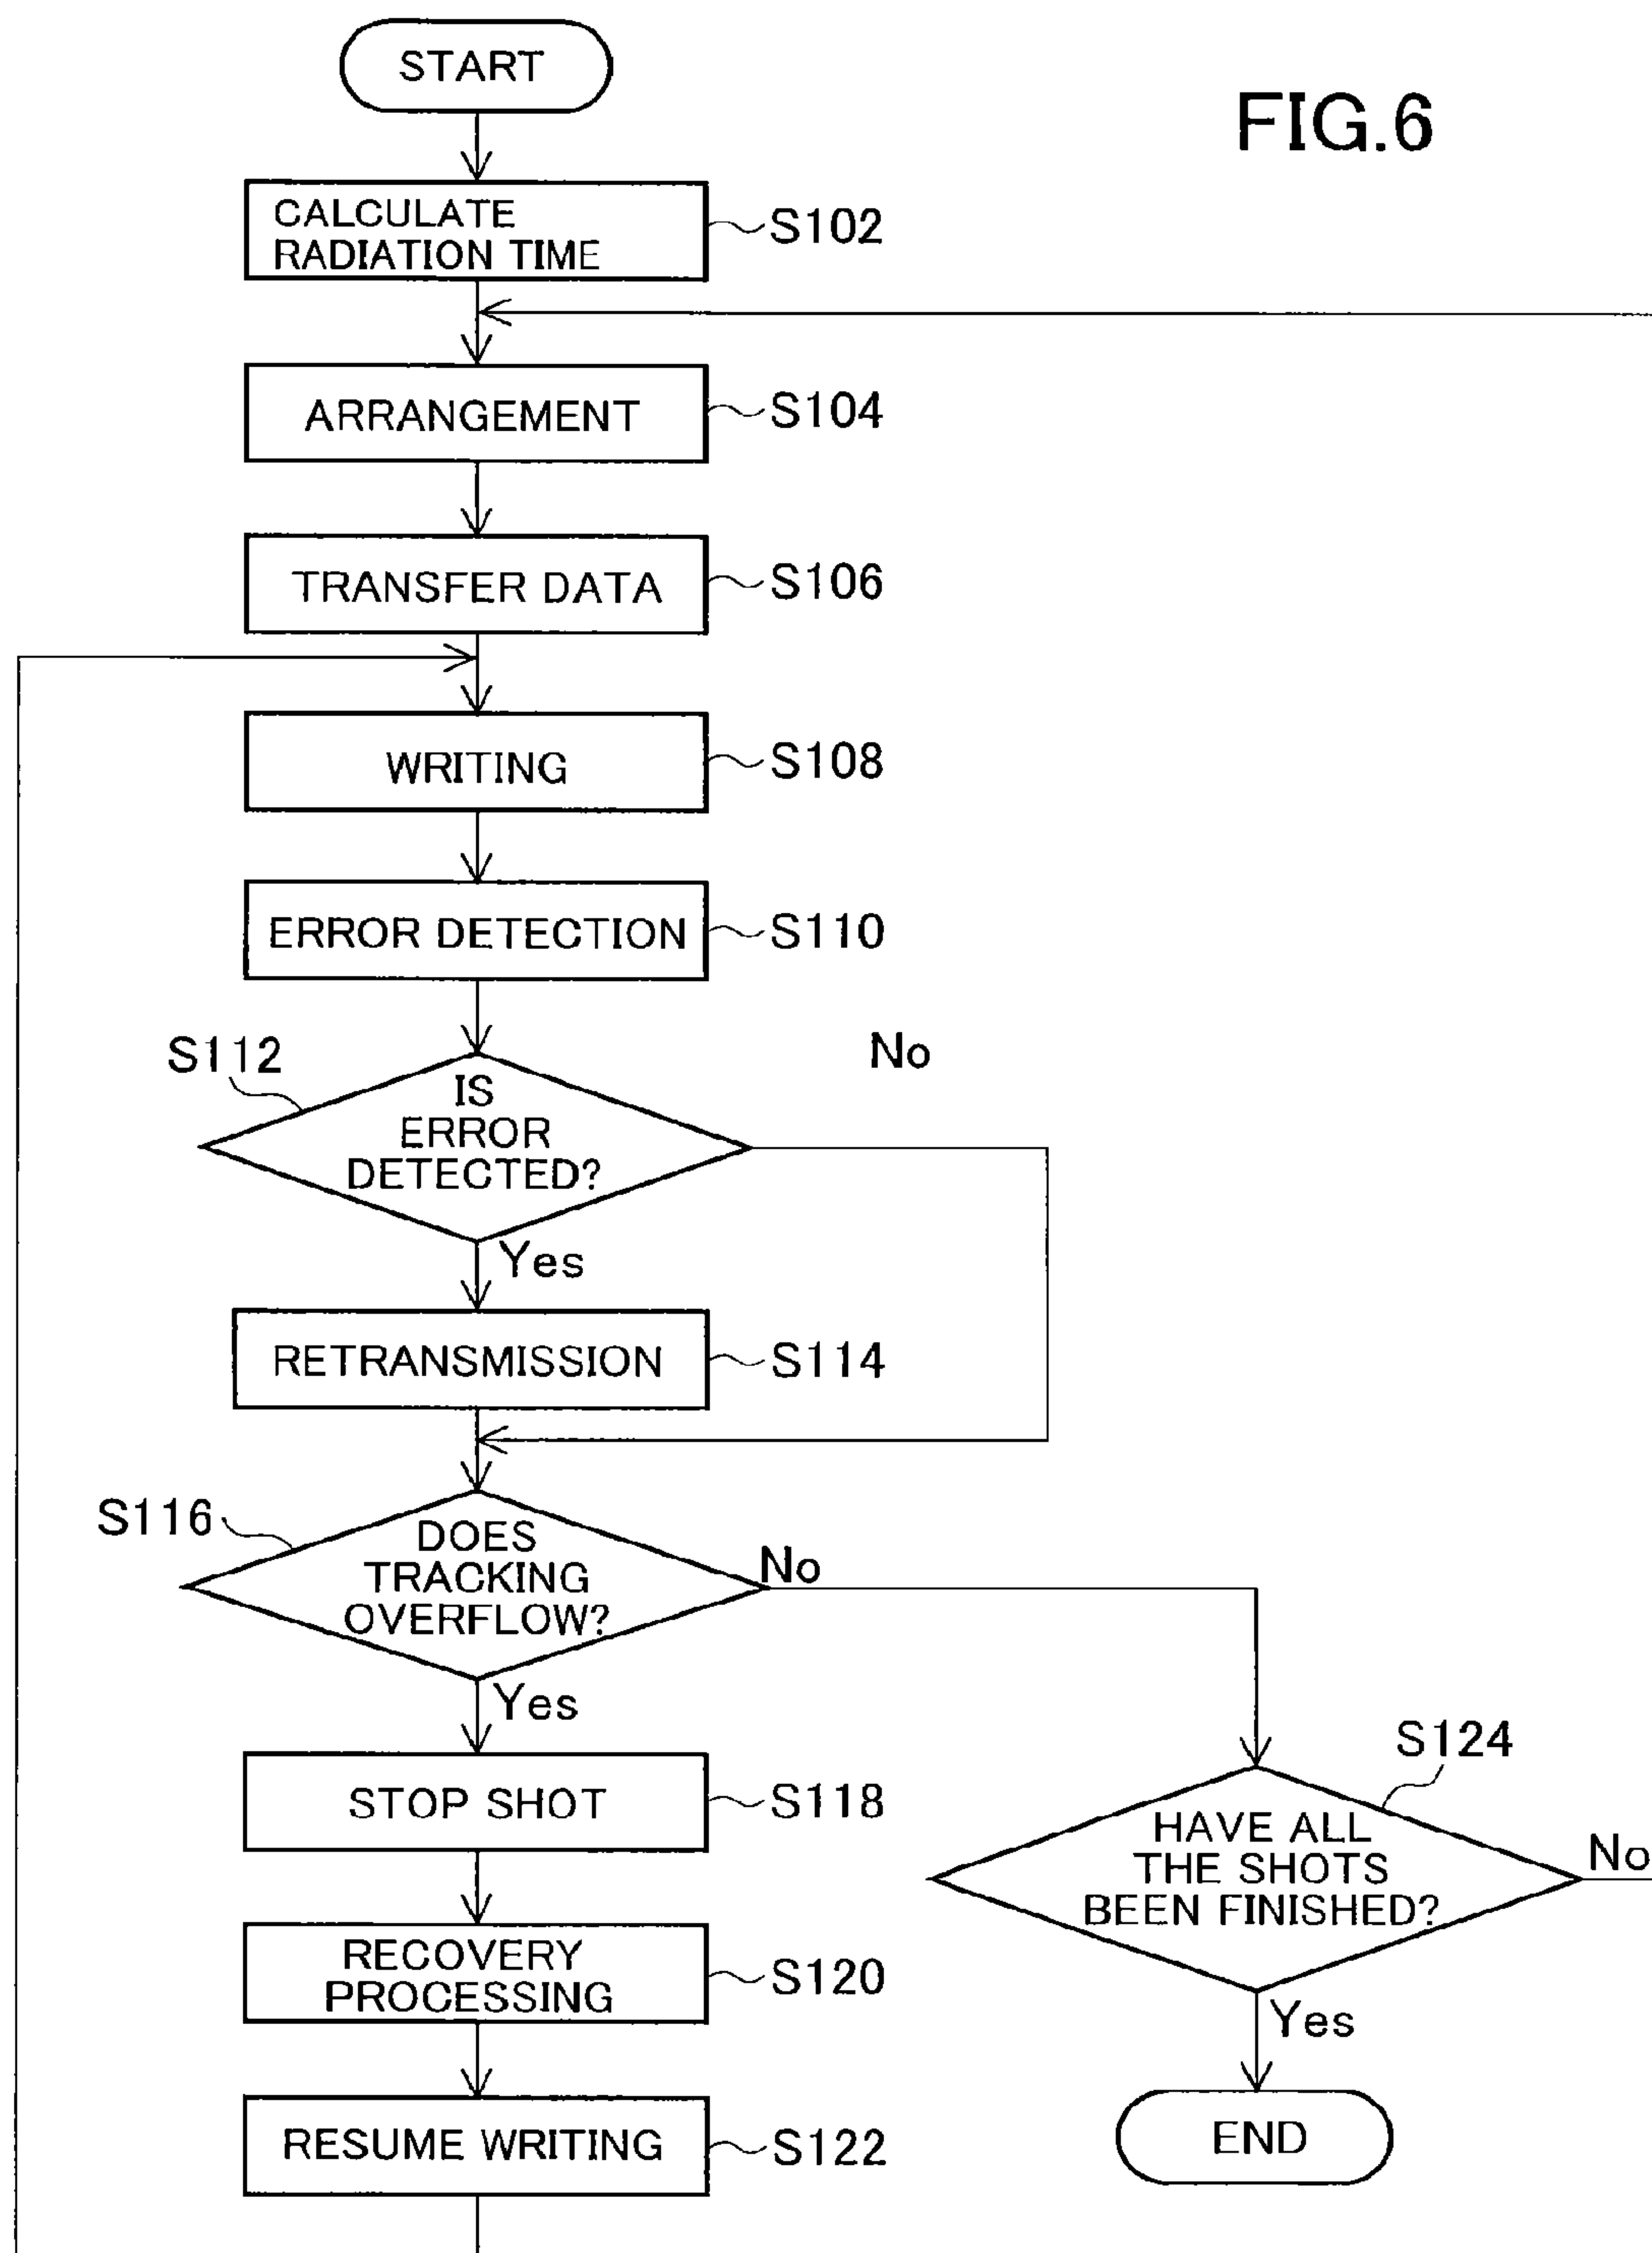 START
FIG.6
CALCULATE
RADIATION TIME
S102
ARRANGEMENT
S104
TRANSFER DATA
S106
WRITING
S108
ERROR DETECTION
S110
S112
No
IS
ERROR
DETECTED?
Yes
RETRANSMISSION
S114
S116
DOES
TRACKING
OVERFLOW?
No
Yes
STOP SHOT
S118
S124
HAVE ALL
THE SHOTS
BEEN FINISHED?
No
RECOVERY
PROCESSING
S120
Yes
RESUME WRITING
S122
END